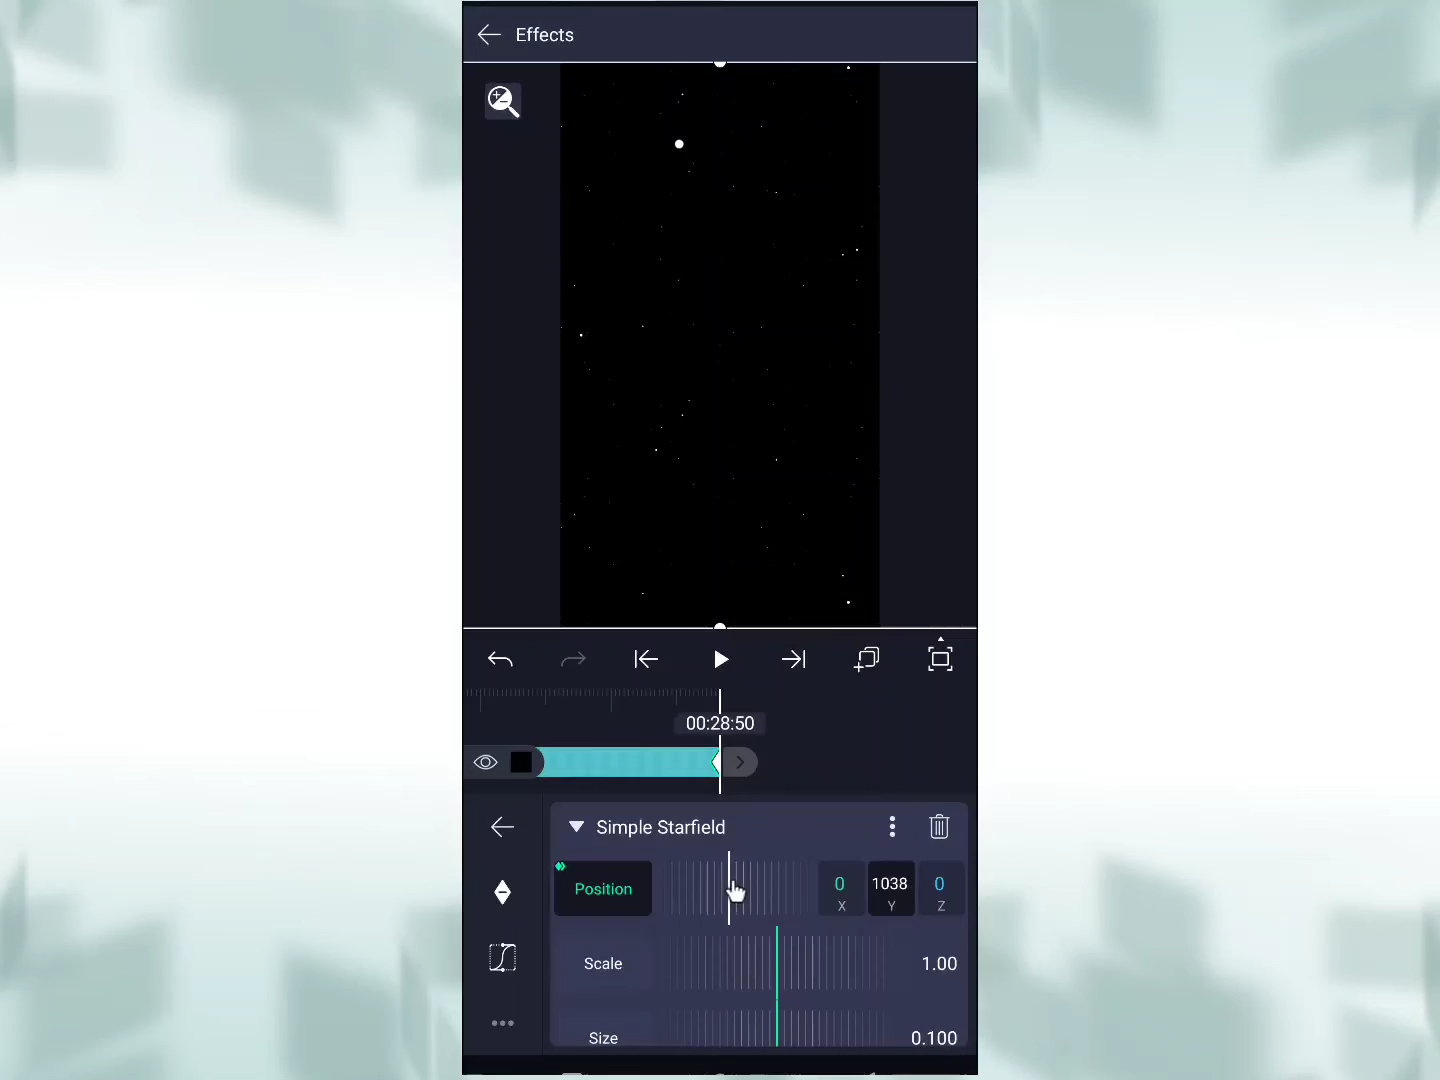 Effects
00:28:50
Simple Starfield
Position
0
1038
0
X
Y
Z
Scale
1.00
Size
0.100